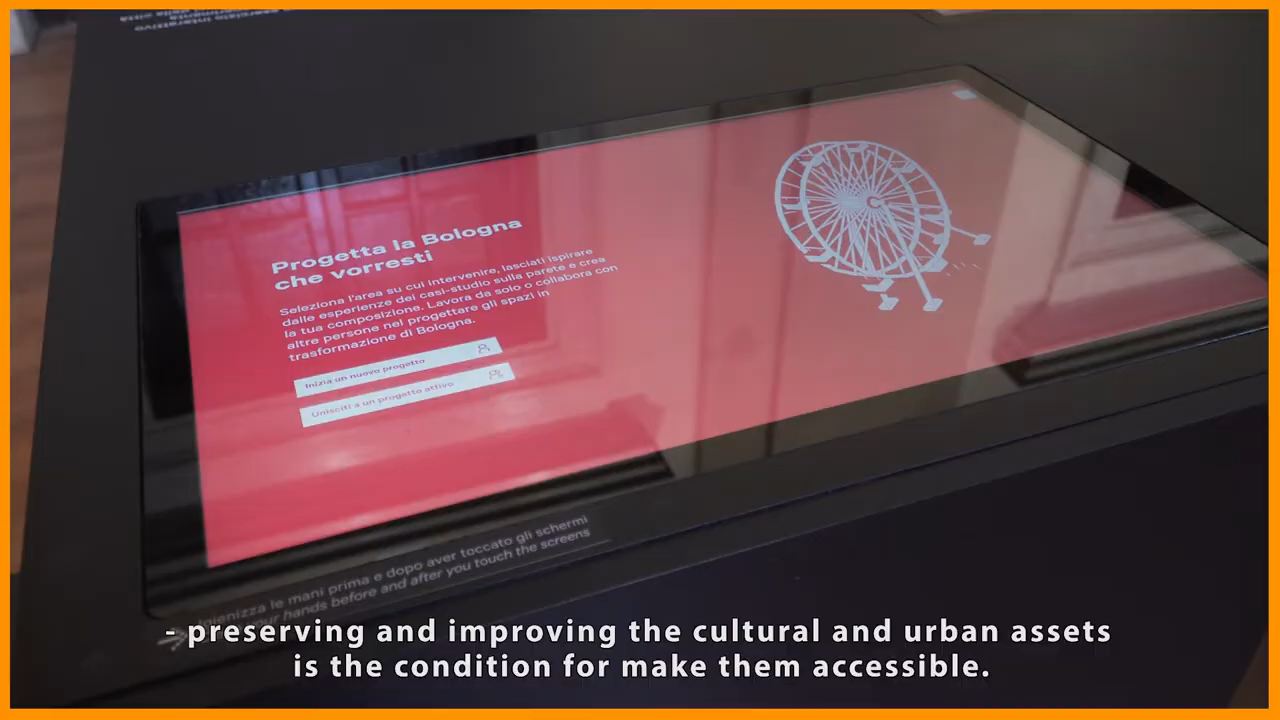 Progetta la Bologna
che vorresti
Seleziona l'area su cui intervenire, lasciati ispirare
dalle esperienze dei casi-studio sulla parete e crea
la tua composizione. Lavora da solo o collabora con
altre persone nel progettare gli spazi in
trasformazione di Bologna.
Inizia un nuovo progetto
Unisciti a un progetto attivo
Igienizza le mani prima e dopo aver toccato gli schermi
your hands before and after you touch the screens
- preserving and improving the cultural and urban assets
is the condition for make them accessible.